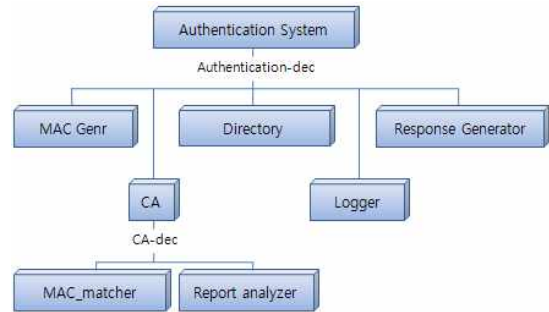 Authentication System
Authentication-dec
MAC Genr
Directory
Response Generator
CA
Logger
CA-dec
MAC_matcher
Report analyzer